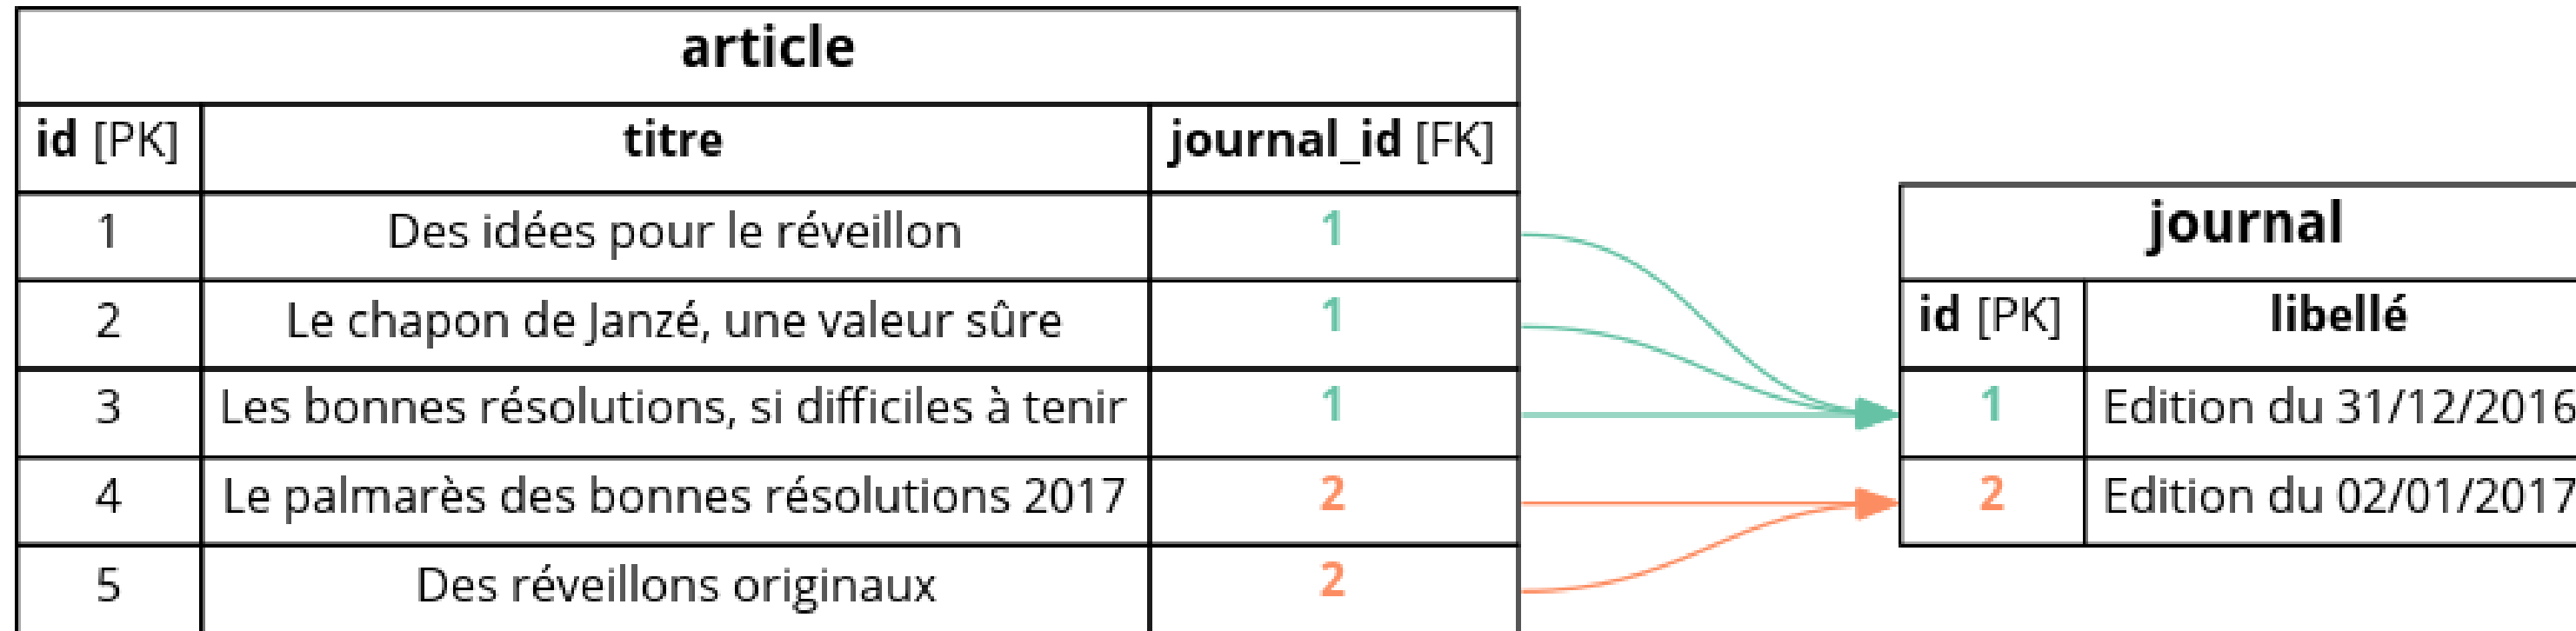 article
id [PK] titre journal_id [FK]
1 Des idées pour le réveillon 1
2 Le chapon de Janzé, une valeur sûre 1
3 Les bonnes résolutions, si difficiles à tenir 1
4 Le palmarès des bonnes résolutions 2017 2
5 Des réveillons originaux 2
journal
id [PK] libellé
1 Edition du 31/12/2016
2 Edition du 02/01/2017